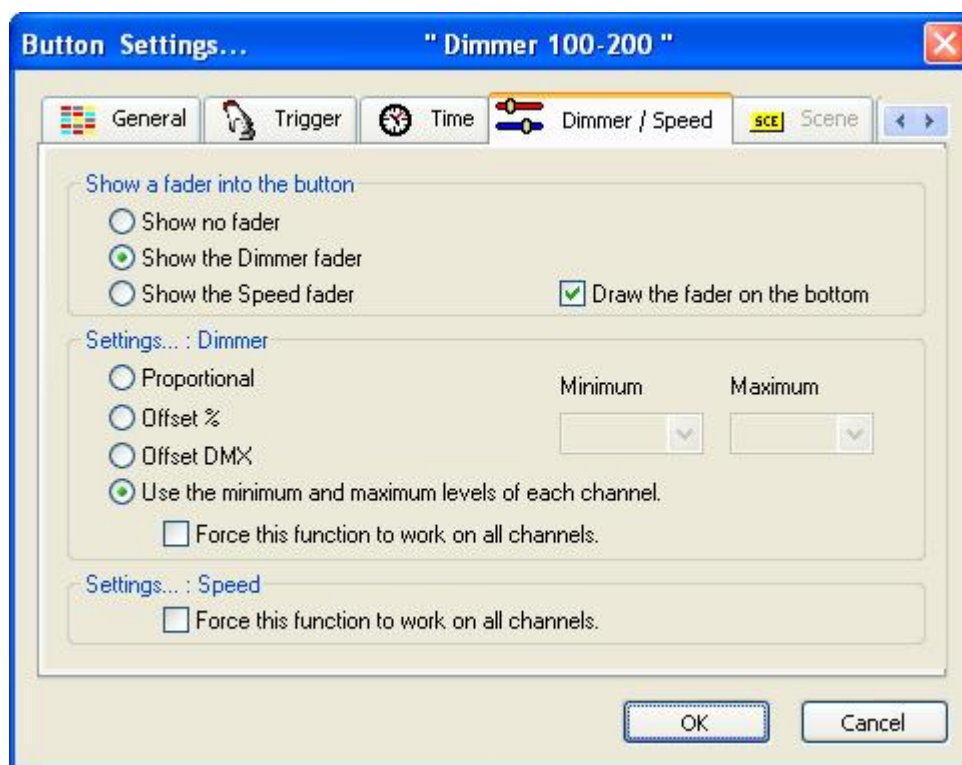 Button Settings... " Dimmer 100-200 "
General Trigger Time Dimmer / Speed SCE Scene
Show a fader into the button
Show no fader
Show the Dimmer fader
Show the Speed fader Draw the fader on the bottom
Settings... : Dimmer
Proportional Minimum Maximum
Offset %
Offset DMX
Use the minimum and maximum levels of each channel.
Force this function to work on all channels.
Settings... : Speed
Force this function to work on all channels.
OK Cancel